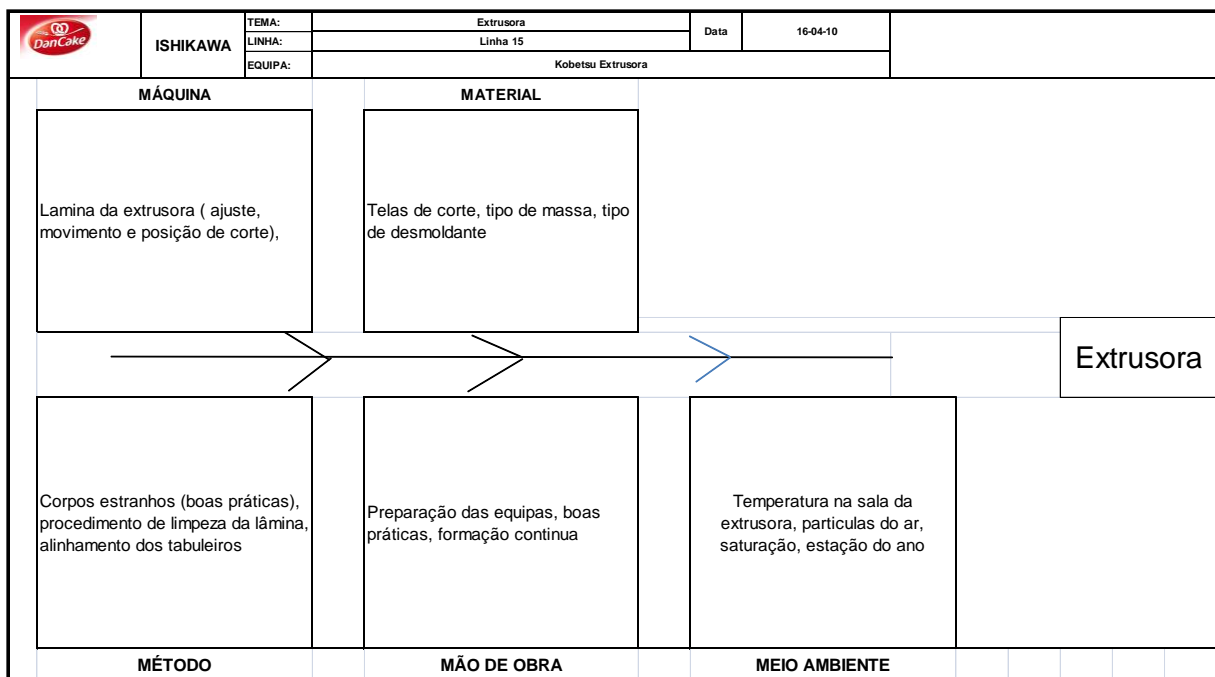 DanCake
ISHIKAWA
TEMA:
Extrusora
LINHA:
Linha 15
EQUIPA:
Kobetsu Extrusora
Data
16-04-10
MÁQUINA
MATERIAL
Lamina da extrusora ( ajuste,
movimento e posição de corte),
Telas de corte, tipo de massa, tipo
de desmoldante
Extrusora
Corpos estranhos (boas práticas),
procedimento de limpeza da lâmina,
alinhamento dos tabuleiros
Preparação das equipas, boas
práticas, formação continua
Temperatura na sala da
extrusora, particulas do ar,
saturação, estação do ano
MÉTODO
MÃO DE OBRA
MEIO AMBIENTE